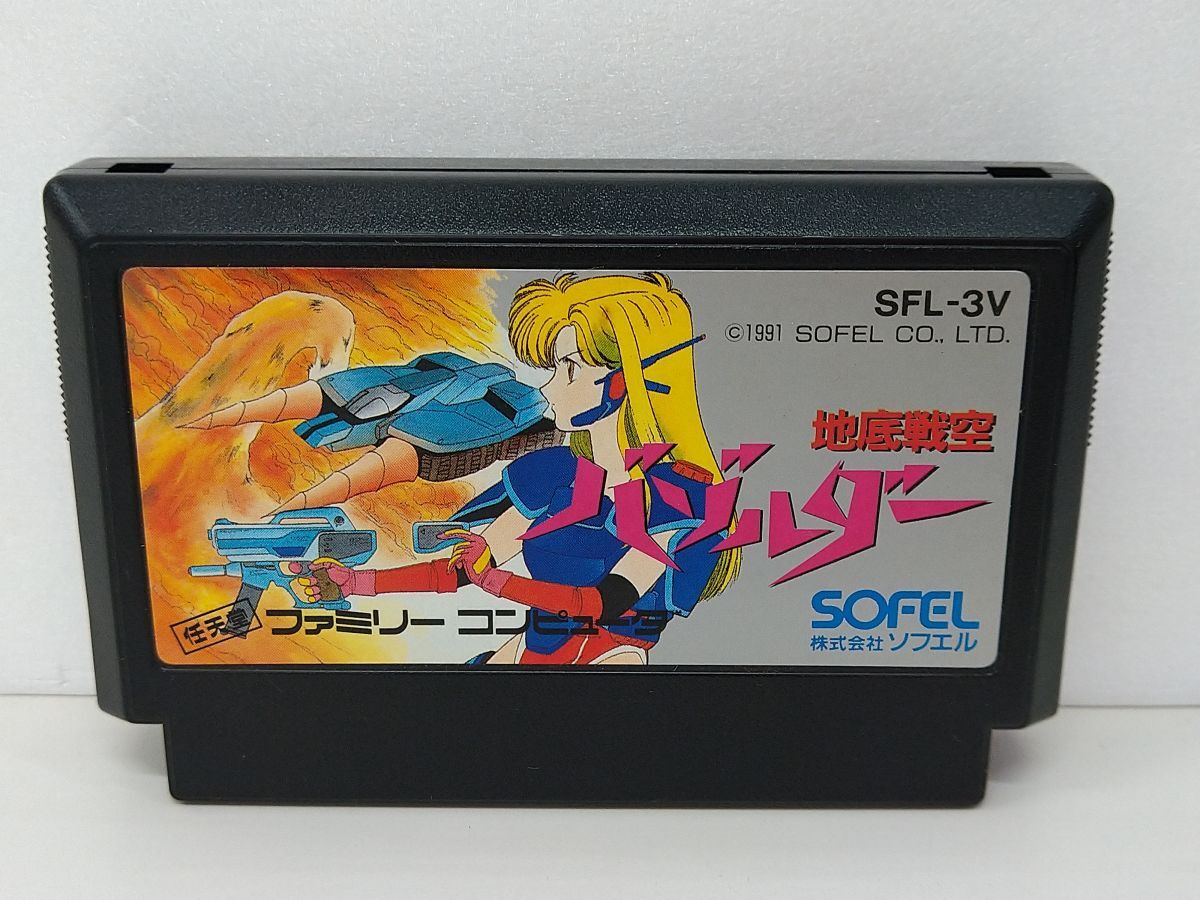 SFL-3V
©1991 SOFEL CO., LTD.
地底戦空
バゾルダー
任天堂 ファミリー コンピュータ
SOFEL
株式会社 ソフエル